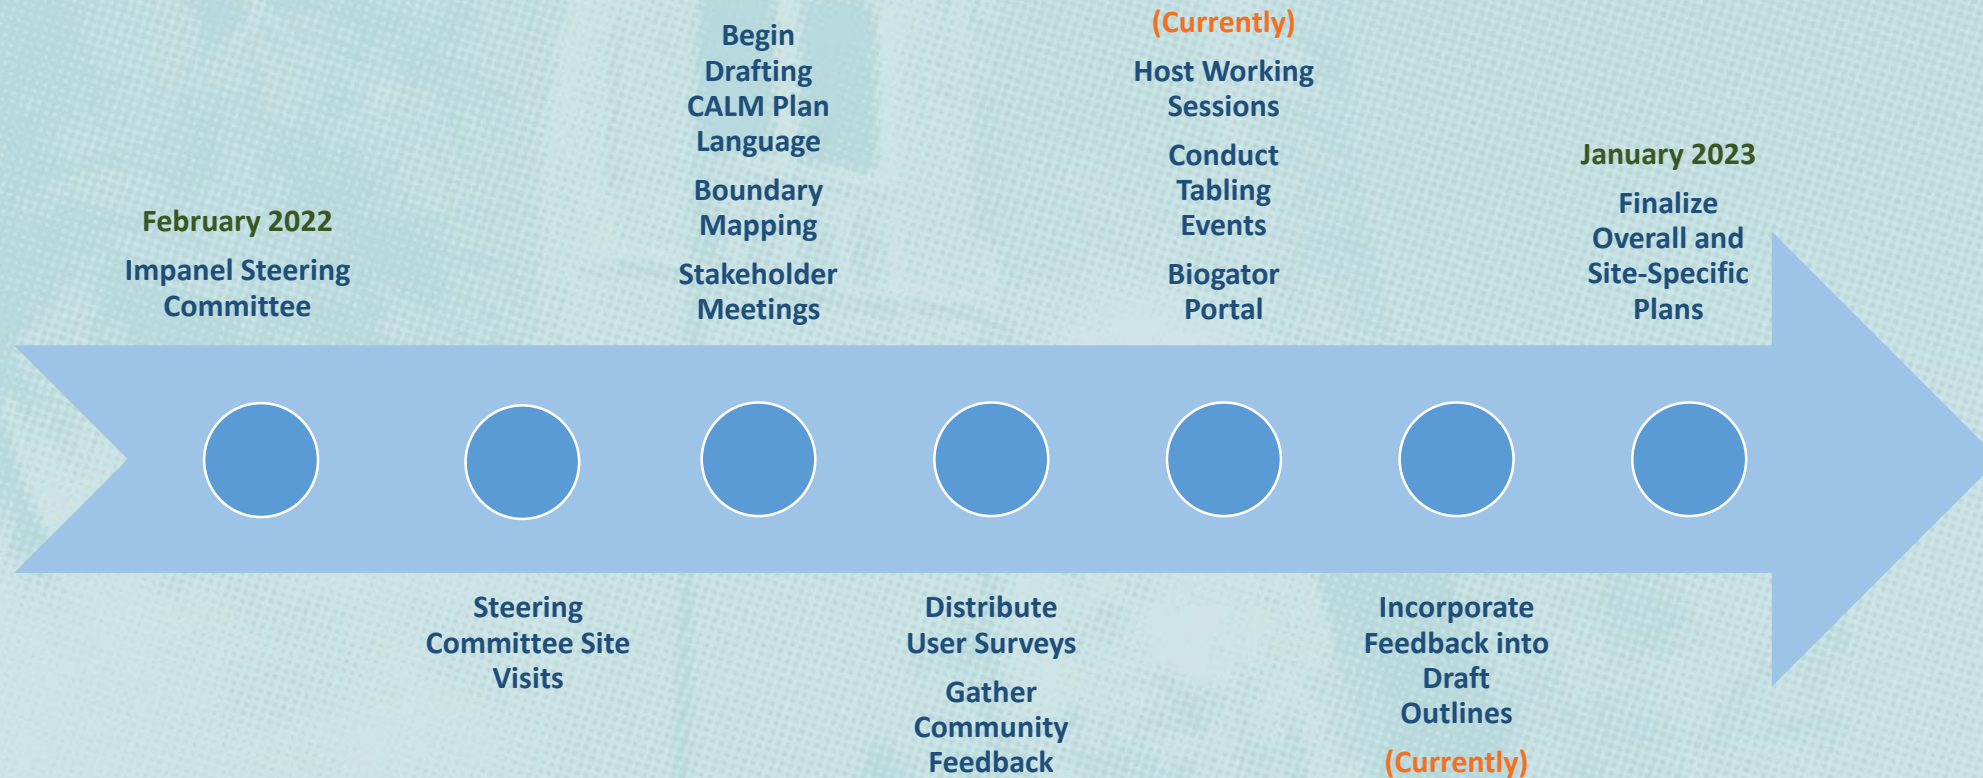 February 2022
Impanel Steering
Committee
Steering
Committee Site
Visits
Begin
Drafting
CALM Plan
Language
Boundary
Mapping
Stakeholder
Meetings
Distribute
User Surveys
Gather
Community
Feedback
(Currently)
Host Working
Sessions
Conduct
Tabling
Events
Biogator
Portal
Incorporate
Feedback into
Draft
Outlines
(Currently)
January 2023
Finalize
Overall and
Site-Specific
Plans